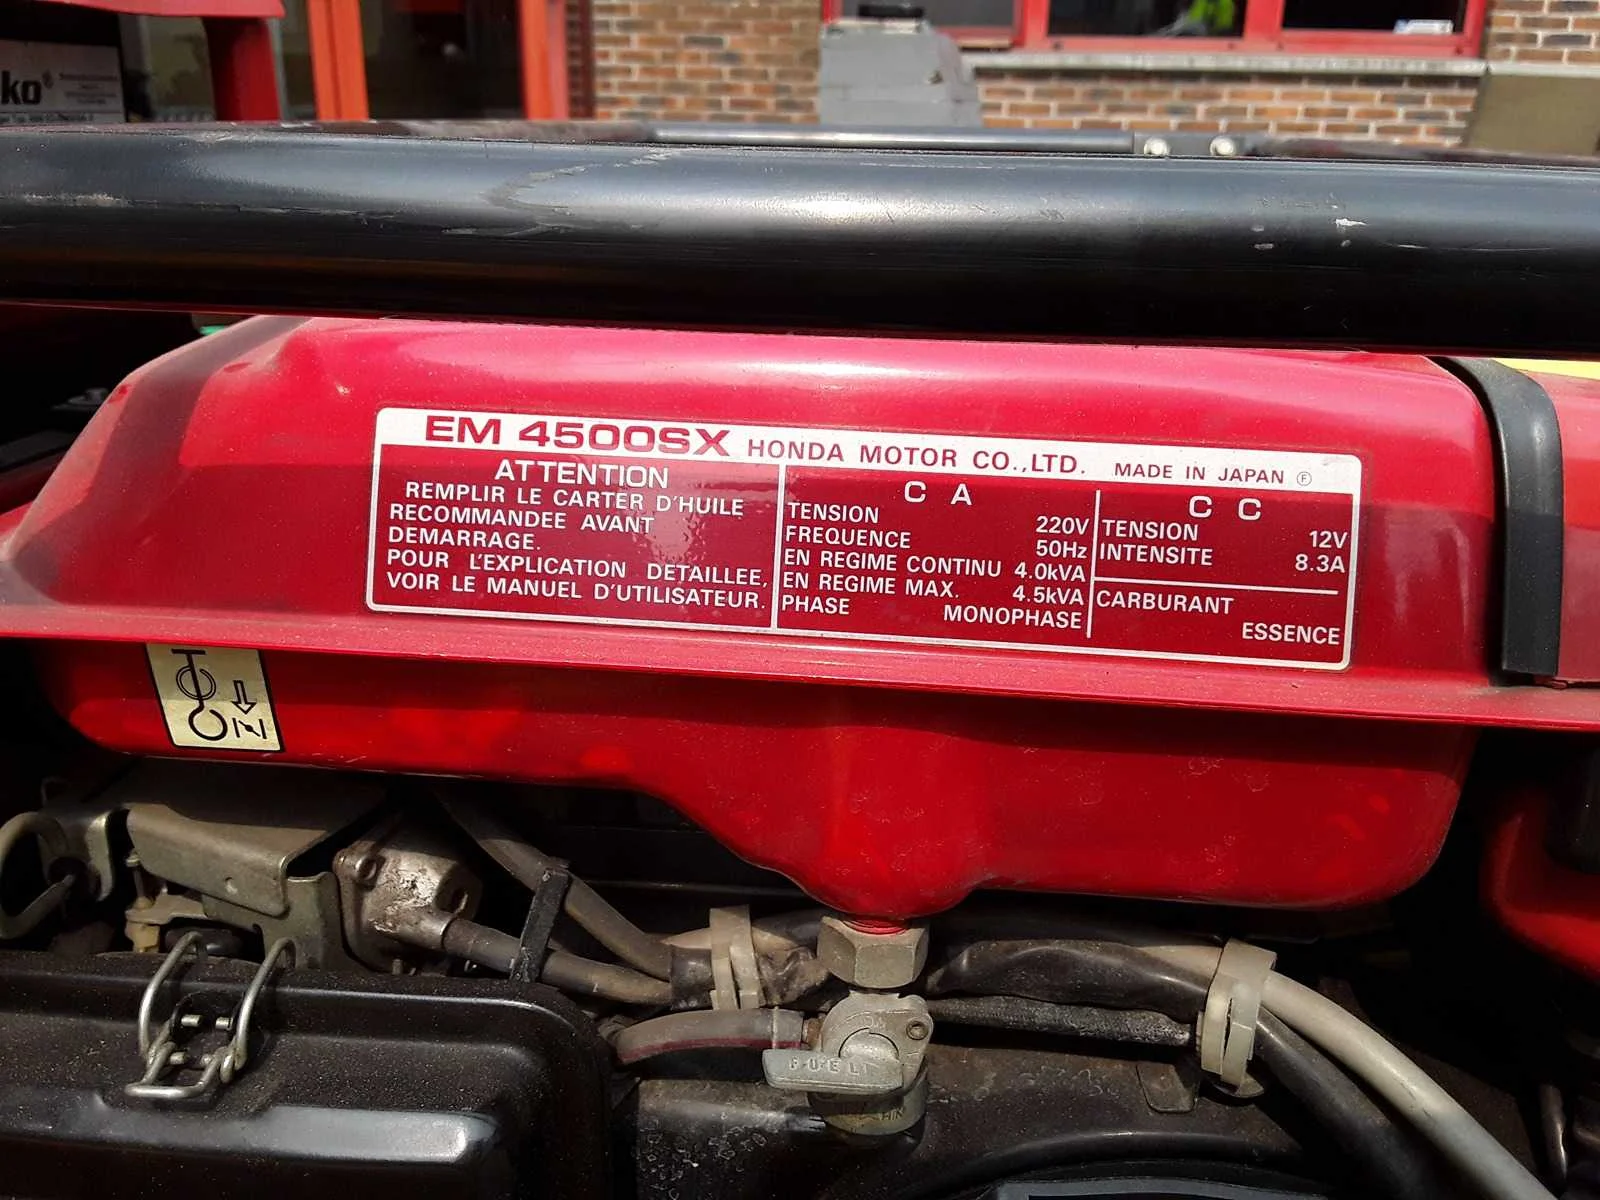 ko®
EM 4500SX HONDA MOTOR CO.,LTD. MADE IN JAPAN Ⓕ
ATTENTION
REMPLIR LE CARTER D'HUILE
RECOMMANDEE AVANT
DEMARRAGE.
POUR L'EXPLICATION DETAILLEE,
VOIR LE MANUEL D'UTILISATEUR.
C A
TENSION 220V
FREQUENCE 50Hz
EN REGIME CONTINU 4.0kVA
EN REGIME MAX. 4.5kVA
PHASE MONOPHASE
C C
TENSION 12V
INTENSITE 8.3A
CARBURANT
ESSENCE
FUEL